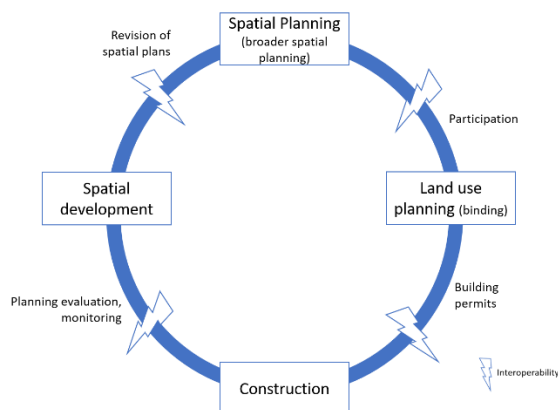 Spatial Planning
(broader spatial
planning)
Revision of
spatial plans
Participation
Spatial
development
Land use
planning (binding)
Planning evaluation,
monitoring
Building
permits
Construction
Interoperability